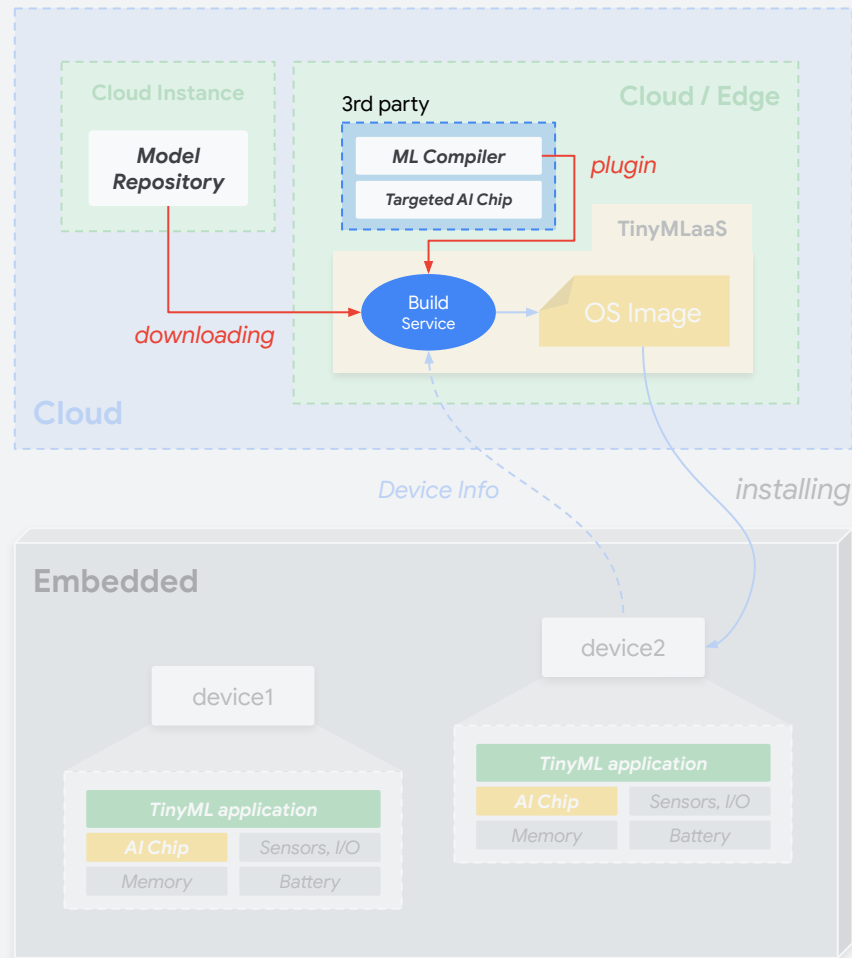 Cloud Instance
Model
Repository
3rd party
Cloud / Edge
ML Compiler
Targeted AI Chip
plugin
TinyMLaaS
Build
Service
OS Image
downloading
Cloud
Device Info
installing
Embedded
device2
device1
TinyML application
AI Chip
Sensors, I/O
Memory
Battery
TinyML application
AI Chip
Sensors, I/O
Memory
Battery